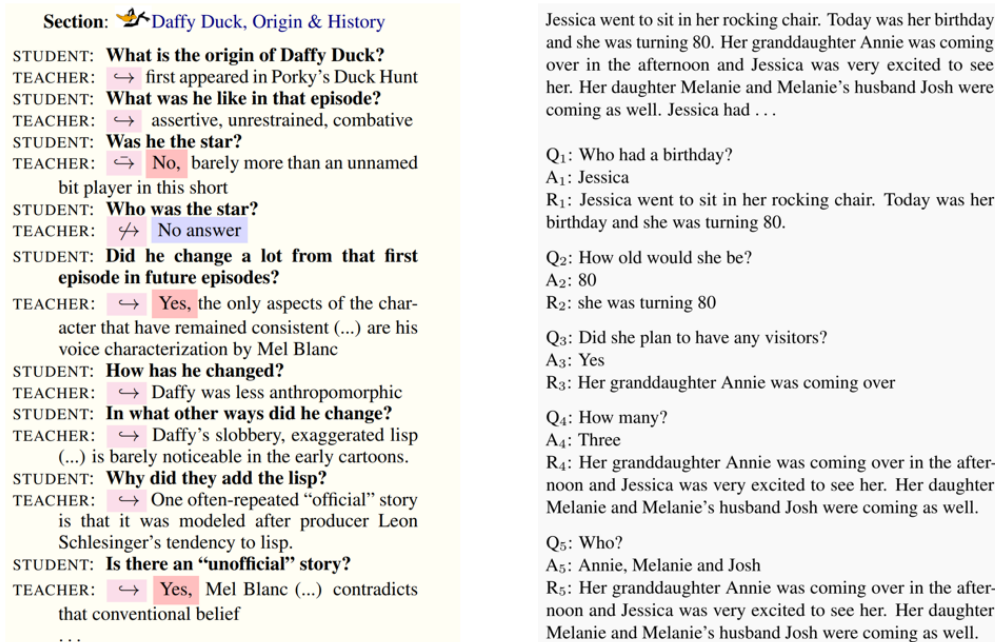 Section: Daffy Duck, Origin & History
STUDENT: What is the origin of Daffy Duck?
TEACHER: ↪ first appeared in Porky's Duck Hunt
STUDENT: What was he like in that episode?
TEACHER: ↪ assertive, unrestrained, combative
STUDENT: Was he the star?
TEACHER: ↪ No, barely more than an unnamed
bit player in this short
STUDENT: Who was the star?
TEACHER: ↪̸ No answer
STUDENT: Did he change a lot from that first
episode in future episodes?
TEACHER: ↪ Yes, the only aspects of the char-
acter that have remained consistent (...) are his
voice characterization by Mel Blanc
STUDENT: How has he changed?
TEACHER: ↪ Daffy was less anthropomorphic
STUDENT: In what other ways did he change?
TEACHER: ↪ Daffy's slobbery, exaggerated lisp
(...) is barely noticeable in the early cartoons.
STUDENT: Why did they add the lisp?
TEACHER: ↪ One often-repeated "official" story
is that it was modeled after producer Leon
Schlesinger's tendency to lisp.
STUDENT: Is there an "unofficial" story?
TEACHER: ↪ Yes, Mel Blanc (...) contradicts
that conventional belief
...
Jessica went to sit in her rocking chair. Today was her birthday
and she was turning 80. Her granddaughter Annie was coming
over in the afternoon and Jessica was very excited to see
her. Her daughter Melanie and Melanie's husband Josh were
coming as well. Jessica had ...
Q₁: Who had a birthday?
A₁: Jessica
R₁: Jessica went to sit in her rocking chair. Today was her
birthday and she was turning 80.
Q₂: How old would she be?
A₂: 80
R₂: she was turning 80
Q₃: Did she plan to have any visitors?
A₃: Yes
R₃: Her granddaughter Annie was coming over
Q₄: How many?
A₄: Three
R₄: Her granddaughter Annie was coming over in the after-
noon and Jessica was very excited to see her. Her daughter
Melanie and Melanie's husband Josh were coming as well.
Q₅: Who?
A₅: Annie, Melanie and Josh
R₅: Her granddaughter Annie was coming over in the after-
noon and Jessica was very excited to see her. Her daughter
Melanie and Melanie's husband Josh were coming as well.